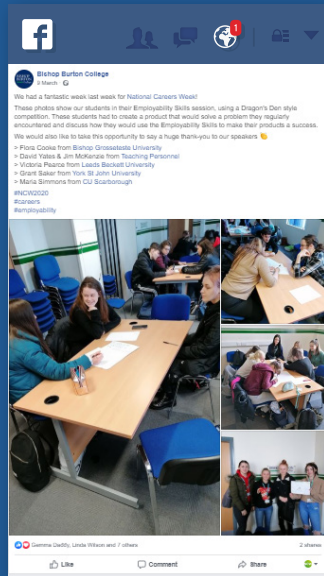 1
Bishop Burton College
9 March
We had a fantastic week last week for National Careers Week!
These photos show our students in their Employability Skills session, using a Dragon's Den style
competition. These students had to create a product that would solve a problem they regularly
encountered and discuss how they would use the Employability Skills to make their products a success.
We would also like to take this opportunity to say a huge thank-you to our speakers 👏
> Fiona Cooke from Bishop Grosseteste University
> David Yates & Jim McKenzie from Teaching Personnel
> Victoria Pearce from Leeds Beckett University
> Grant Saker from York St John University
> Maria Simmons from CU Scarborough
#NCW2020
#careers
#employability
Gemma Daddy, Linda Wilson and 7 others
2 shares
Like
Comment
Share